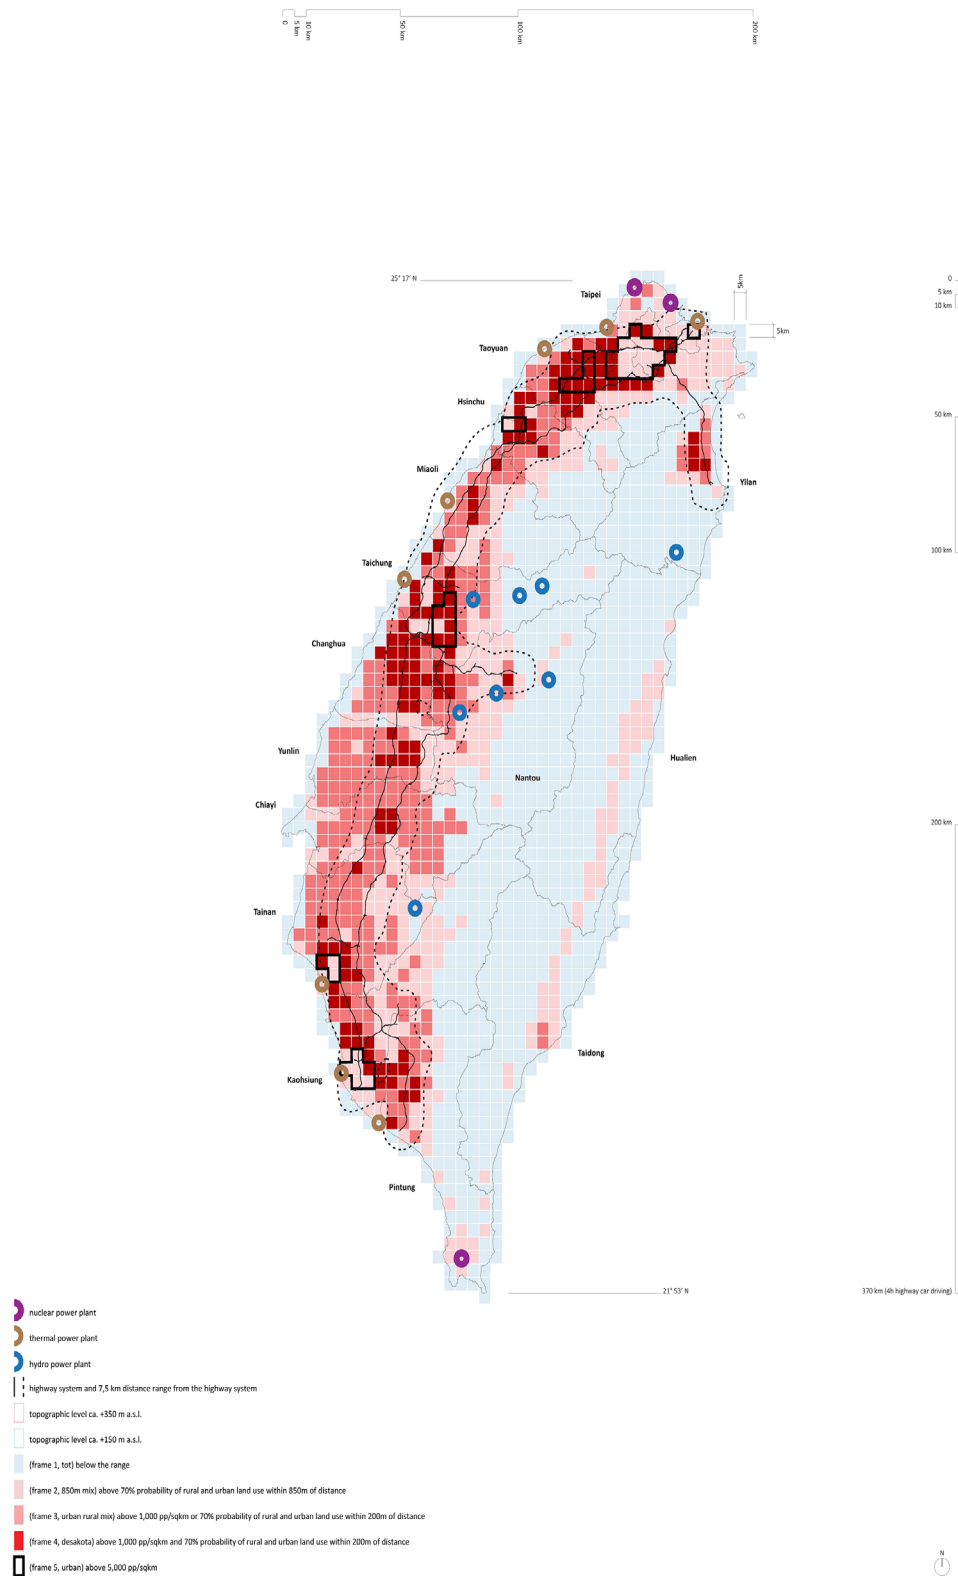 0
5 km
10 km
50 km
100 km
200 km
25° 17' N
Taipei
5km
0
5 km
10 km
5km
Taoyuan
Hsinchu
50 km
Miaoli
Yilan
100 km
Taichung
Changhua
Yunlin
Hualien
Nantou
Chiayi
200 km
Tainan
Taidong
Kaohsiung
Pintung
21° 53' N
370 km (4h highway car driving)
nuclear power plant
thermal power plant
hydro power plant
highway system and 7,5 km distance range from the highway system
topographic level ca. +350 m a.s.l.
topographic level ca. +150 m a.s.l.
(frame 1, tot) below the range
(frame 2, 850m mix) above 70% probability of rural and urban land use within 850m of distance
(frame 3, urban rural mix) above 1,000 pp/sqkm or 70% probability of rural and urban land use within 200m of distance
(frame 4, desakota) above 1,000 pp/sqkm and 70% probability of rural and urban land use within 200m of distance
(frame 5, urban) above 5,000 pp/sqkm
N